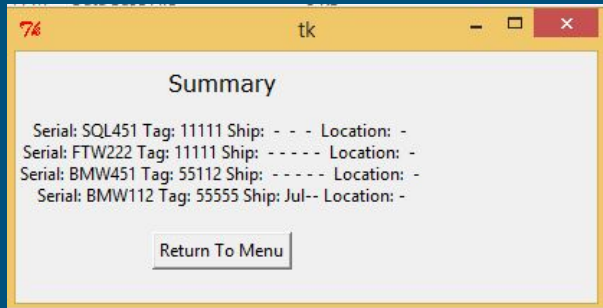 tk
Summary
Serial: SQL451 Tag: 11111 Ship: - - - Location: -
Serial: FTW222 Tag: 11111 Ship: - - - - - Location: -
Serial: BMW451 Tag: 55112 Ship: - - - - - Location: -
Serial: BMW112 Tag: 55555 Ship: Jul-- Location: -
Return To Menu